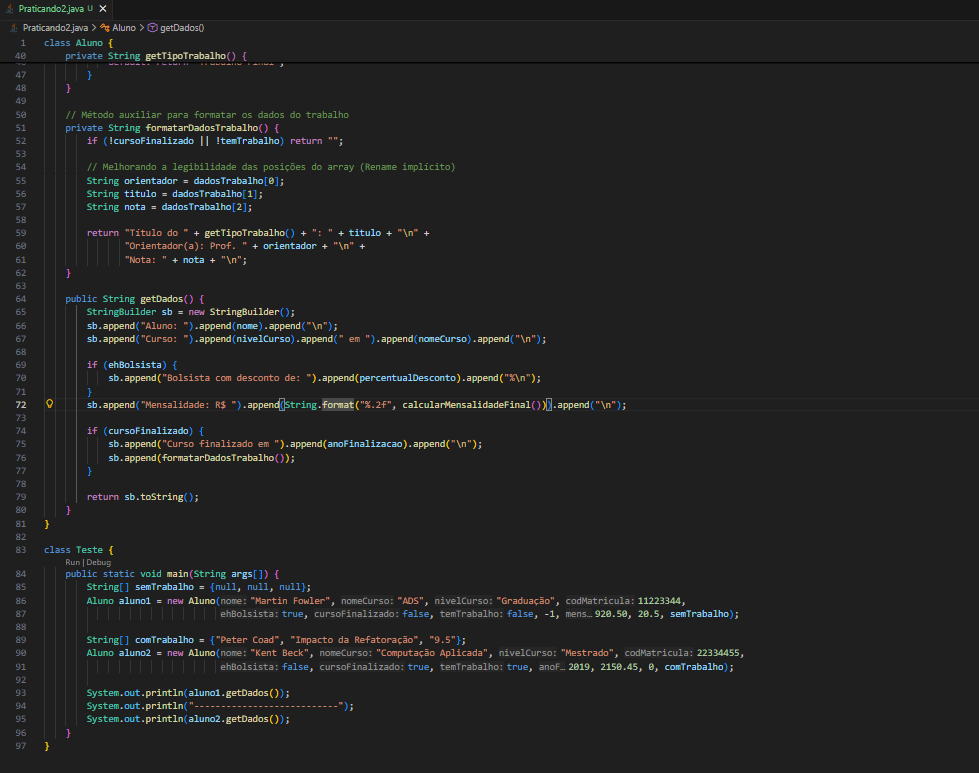 Praticando2.java U
Praticando2.java > Aluno > getDados()
1 class Aluno {
40 private String getTipoTrabalho() {
47 }
48 }
49
50 // Método auxiliar para formatar os dados do trabalho
51 private String formatarDadosTrabalho() {
52 if (!cursoFinalizado || !temTrabalho) return "";
53
54 // Melhorando a legibilidade das posições do array (Rename implícito)
55 String orientador = dadosTrabalho[0];
56 String titulo = dadosTrabalho[1];
57 String nota = dadosTrabalho[2];
58
59 return "Título do " + getTipoTrabalho() + ": " + titulo + "\n" +
60 "Orientador(a): Prof. " + orientador + "\n" +
61 "Nota: " + nota + "\n";
62 }
63
64 public String getDados() {
65 StringBuilder sb = new StringBuilder();
66 sb.append("Aluno: ").append(nome).append("\n");
67 sb.append("Curso: ").append(nivelCurso).append(" em ").append(nomeCurso).append("\n");
68
69 if (ehBolsista) {
70 sb.append("Bolsista com desconto de: ").append(percentualDesconto).append("%\n");
71 }
72 sb.append("Mensalidade: R$ ").append(String.format("%.2f", calcularMensalidadeFinal())).append("\n");
73
74 if (cursoFinalizado) {
75 sb.append("Curso finalizado em ").append(anoFinalizacao).append("\n");
76 sb.append(formatarDadosTrabalho());
77 }
78
79 return sb.toString();
80 }
81 }
82
83 class Teste {
Run | Debug
84 public static void main(String args[]) {
85 String[] semTrabalho = {null, null, null};
86 Aluno aluno1 = new Aluno(nome: "Martin Fowler", nomeCurso: "ADS", nivelCurso: "Graduação", codMatricula: 11223344,
87 ehBolsista: true, cursoFinalizado: false, temTrabalho: false, -1, mens… 920.50, 20.5, semTrabalho);
88
89 String[] comTrabalho = {"Peter Coad", "Impacto da Refatoração", "9.5"};
90 Aluno aluno2 = new Aluno(nome: "Kent Beck", nomeCurso: "Computação Aplicada", nivelCurso: "Mestrado", codMatricula: 22334455,
91 ehBolsista: false, cursoFinalizado: true, temTrabalho: true, anoF… 2019, 2150.45, 0, comTrabalho);
92
93 System.out.println(aluno1.getDados());
94 System.out.println("---------------------------");
95 System.out.println(aluno2.getDados());
96 }
97 }